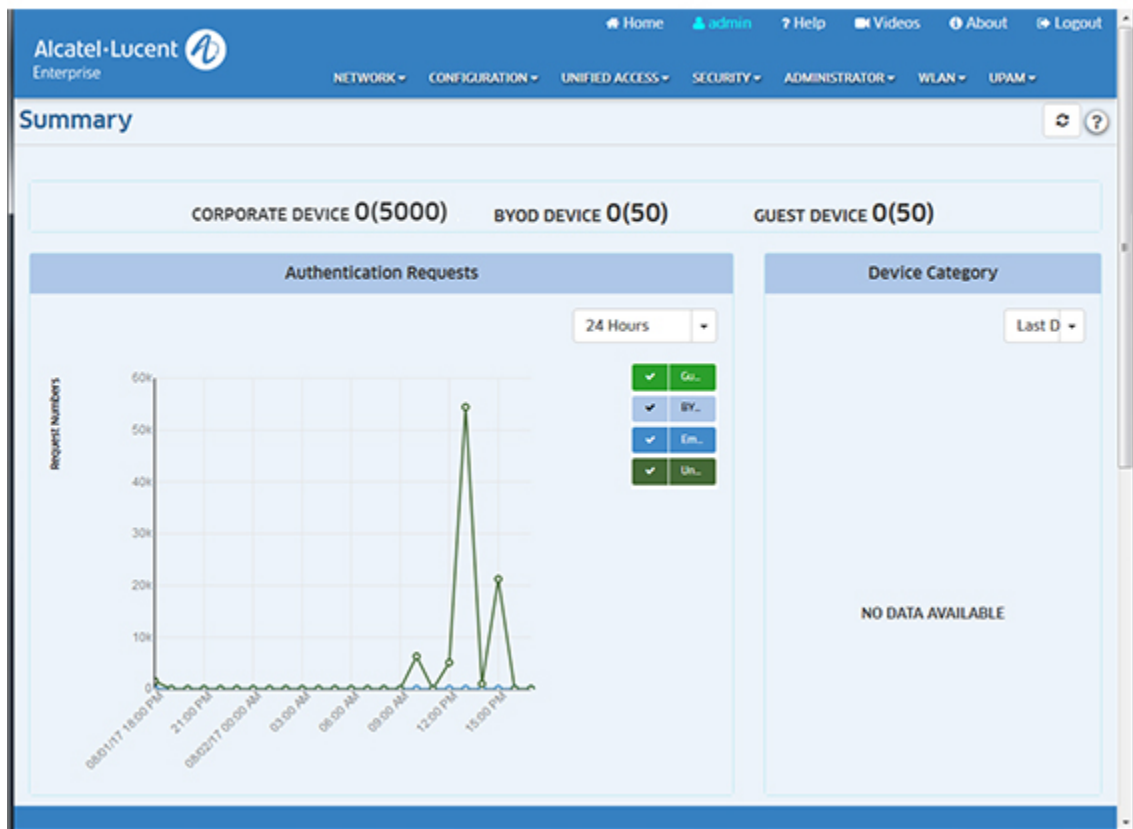 Home admin ? Help Videos About Logout
Alcatel·Lucent
Enterprise
NETWORK CONFIGURATION UNIFIED ACCESS SECURITY ADMINISTRATOR WLAN UPAM
Summary
?
CORPORATE DEVICE 0(5000) BYOD DEVICE 0(50) GUEST DEVICE 0(50)
Authentication Requests
Device Category
24 Hours
Last D
Gu...
BY...
Em...
Un...
Request Numbers
60k
50k
40k
30k
20k
10k
0
NO DATA AVAILABLE
08/01/17 18:00 PM
21:00 PM
08/02/17 00:00 AM
03:00 AM
06:00 AM
09:00 AM
12:00 PM
15:00 PM